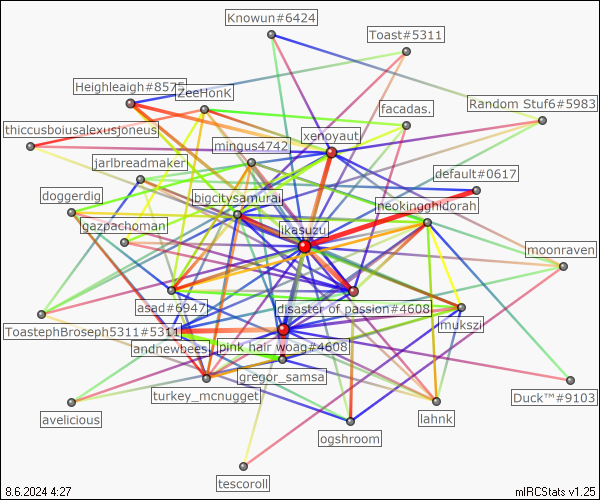 Knowun#6424
Toast#5311
Heighleaigh#8575
ZeeHonK
Random Stuf6#5983
facadas.
thiccusboiusalexusjoneus
xenoyaut
mingus4742
jarlbreadmaker
default#0617
doggerdig
bigcitysamurai
neokingghidorah
gazpachoman
ikasuzu
moonraven
asad#6947
disaster of passion#4608
ToastephBroseph5311#5311
mukszi
andnewbees
pink hair woag#4608
gregor_samsa
turkey_mcnugget
Duck™#9103
avelicious
lahnk
ogshroom
tescoroll
8.6.2024 4:27
mIRCStats v1.25